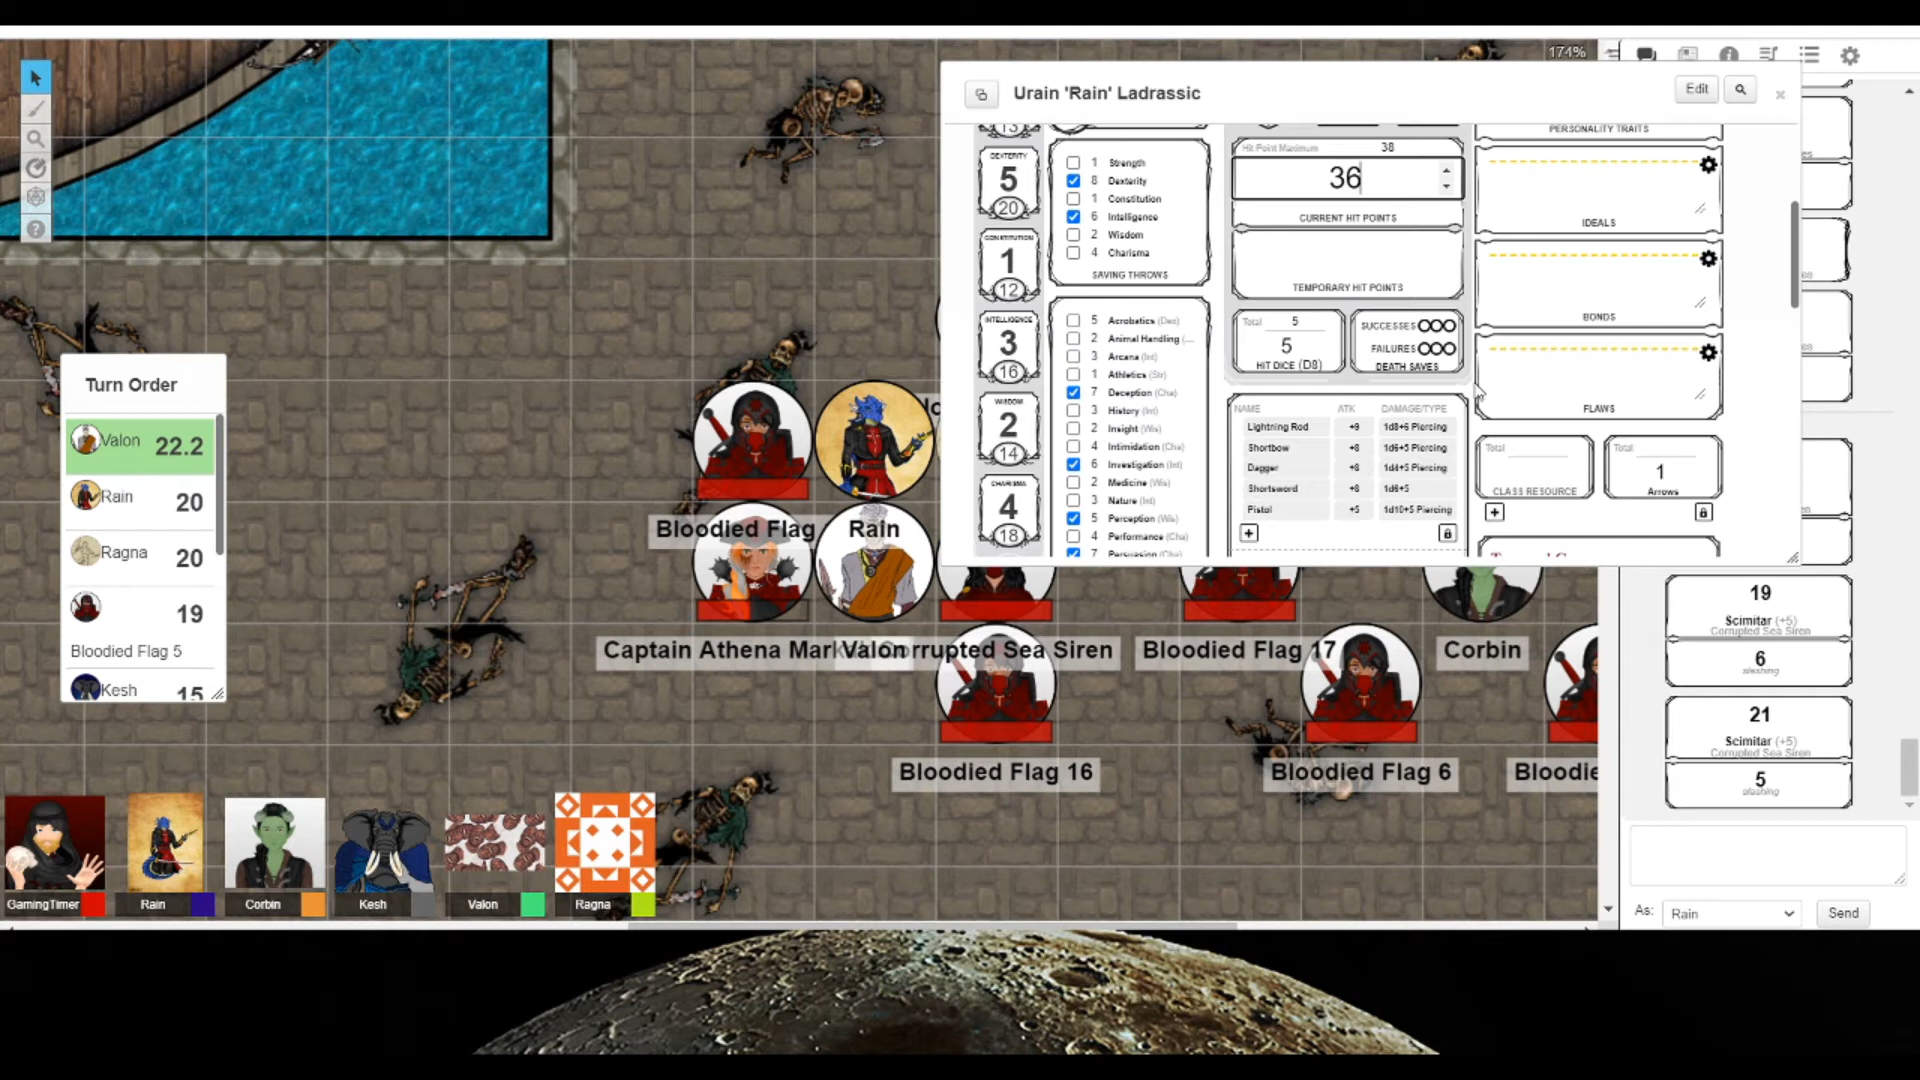 174%
Urain 'Rain' Ladrassic
Edit
13
DEXTERITY
5
20
CONSTITUTION
1
12
INTELLIGENCE
3
16
WISDOM
2
14
CHARISMA
4
18
1 Strength
8 Dexterity
1 Constitution
6 Intelligence
2 Wisdom
4 Charisma
SAVING THROWS
5 Acrobatics (Dex)
2 Animal Handling (...
3 Arcana (Int)
1 Athletics (Str)
7 Deception (Cha)
3 History (Int)
2 Insight (Wis)
4 Intimidation (Cha)
6 Investigation (Int)
2 Medicine (Wis)
3 Nature (Int)
5 Perception (Wis)
4 Performance (Cha)
7 Persuasion (Cha)
Hit Point Maximum 38
36
CURRENT HIT POINTS
TEMPORARY HIT POINTS
Total 5
5
HIT DICE (D8)
SUCCESSES
FAILURES
DEATH SAVES
NAME ATK DAMAGE/TYPE
Lightning Rod +9 1d8+6 Piercing
Shortbow +8 1d6+5 Piercing
Dagger +8 1d4+5 Piercing
Shortsword +8 1d6+5
Pistol +5 1d10+5 Piercing
PERSONALITY TRAITS
IDEALS
BONDS
FLAWS
Total
CLASS RESOURCE
Total
1
Arrows
Turn Order
Valon 22.2
Rain 20
Ragna 20
19
Bloodied Flag 5
Kesh 15
Bloodied Flag
Rain
Captain Athena Mar
Valon
rrupted Sea Siren
Bloodied Flag 17
Corbin
Bloodied Flag 16
Bloodied Flag 6
Bloodie
19
Scimitar (+5)
Corrupted Sea Siren
6
slashing
21
Scimitar (+5)
Corrupted Sea Siren
5
slashing
GamingTimer
Rain
Corbin
Kesh
Valon
Ragna
As: Rain
Send